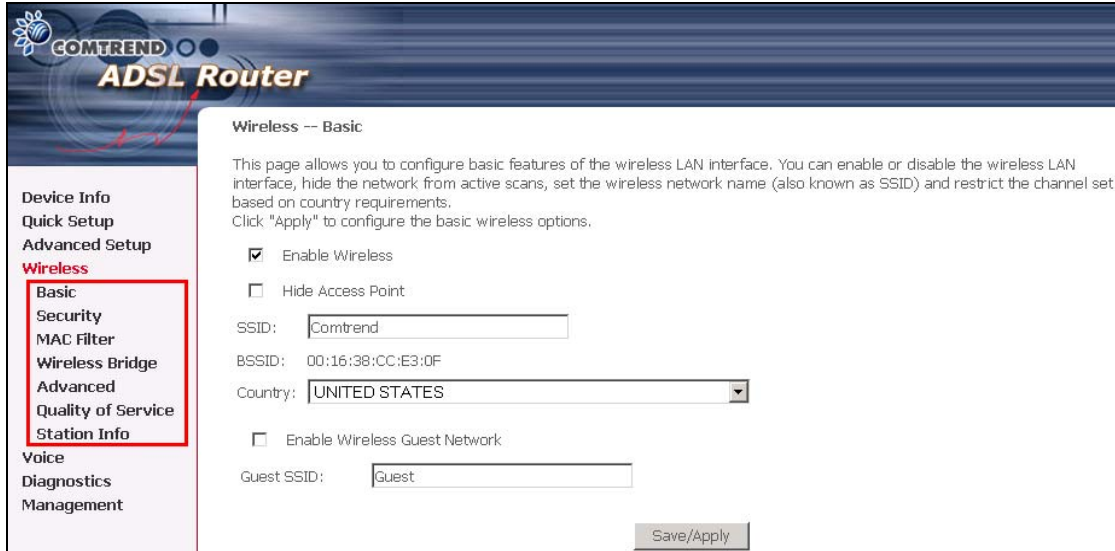 COMTREND
ADSL Router
Device Info
Quick Setup
Advanced Setup
Wireless
Basic
Security
MAC Filter
Wireless Bridge
Advanced
Quality of Service
Station Info
Voice
Diagnostics
Management
Wireless -- Basic
This page allows you to configure basic features of the wireless LAN interface. You can enable or disable the wireless LAN
interface, hide the network from active scans, set the wireless network name (also known as SSID) and restrict the channel set
based on country requirements.
Click "Apply" to configure the basic wireless options.
Enable Wireless
Hide Access Point
SSID: Comtrend
BSSID: 00:16:38:CC:E3:0F
Country: UNITED STATES
Enable Wireless Guest Network
Guest SSID: Guest
Save/Apply